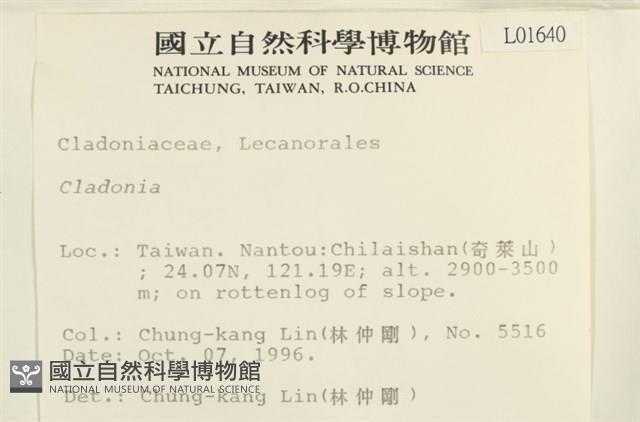 國立自然科學博物館
L01640
NATIONAL MUSEUM OF NATURAL SCIENCE
TAICHUNG, TAIWAN, R.O.CHINA
Cladoniaceae, Lecanorales
Cladonia
Loc.: Taiwan. Nantou:Chilaishan(奇萊山)
; 24.07N, 121.19E; alt. 2900-3500
m; on rottenlog of slope.
Col.: Chung-kang Lin(林仲剛), No. 5516
Date: Oct. 07, 1996.
國立自然科學博物館
NATIONAL MUSEUM OF NATURAL SCIENCE
Det.: Chung-kang Lin(林仲剛)